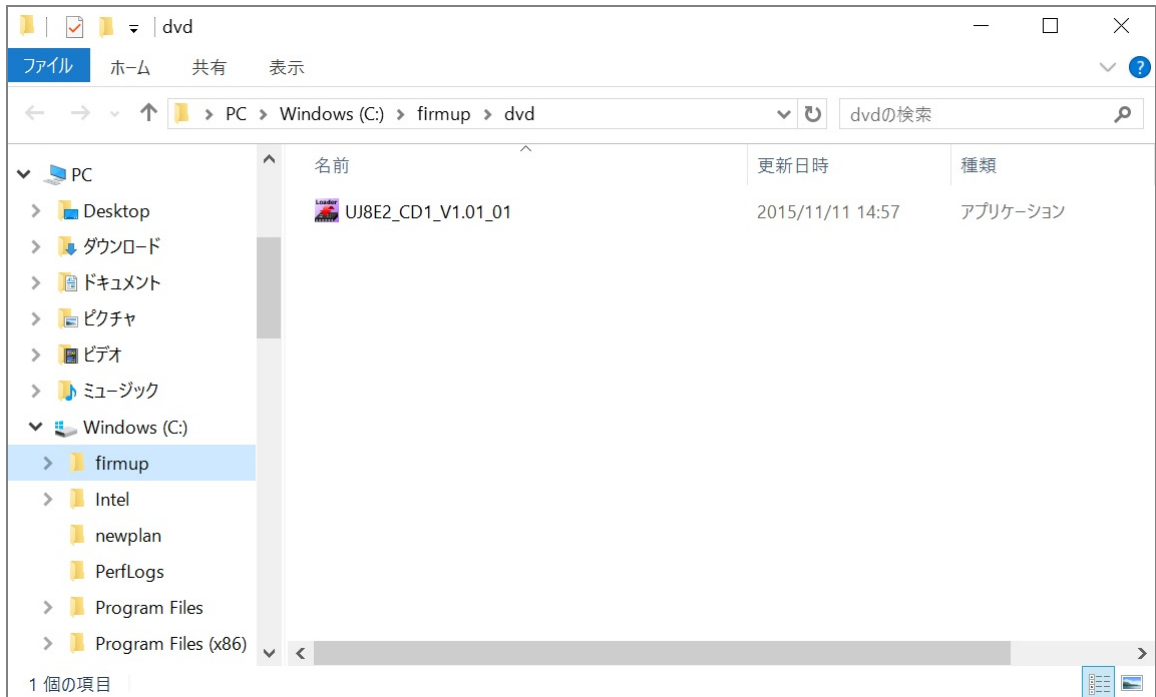 dvd
ファイル ホーム 共有 表示 ?
PC > Windows (C:) > firmup > dvd dvdの検索
名前 更新日時 種類
PC
Desktop
ダウンロード
ドキュメント
ピクチャ
ビデオ
ミュージック
Windows (C:)
firmup
Intel
newplan
PerfLogs
Program Files
Program Files (x86)
Loader
UJ8E2_CD1_V1.01_01 2015/11/11 14:57 アプリケーション
1 個の項目